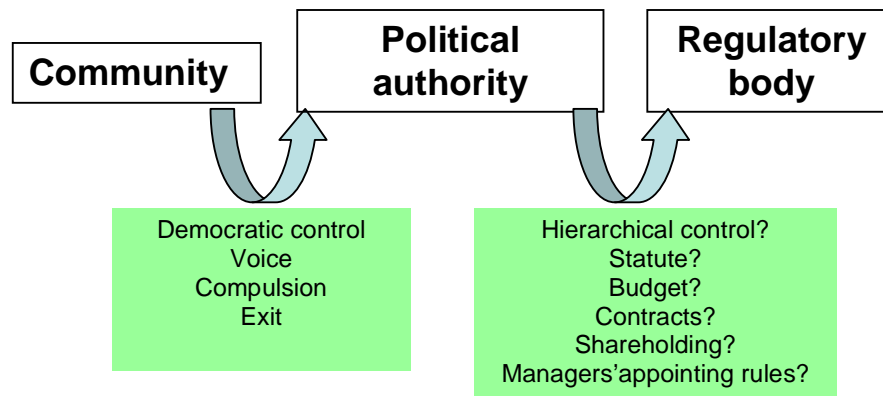 Community
Political
authority
Regulatory
body
Democratic control
Voice
Compulsion
Exit
Hierarchical control?
Statute?
Budget?
Contracts?
Shareholding?
Managers'appointing rules?